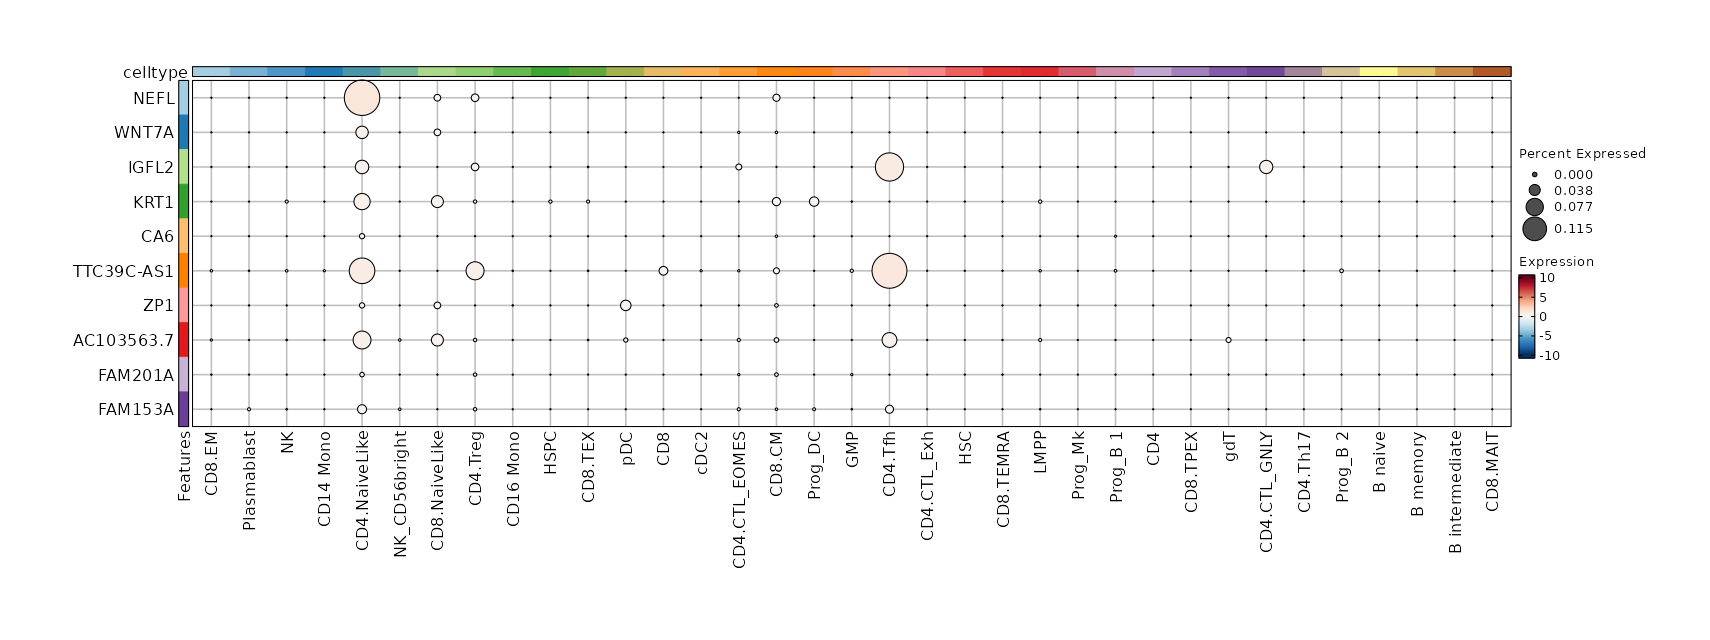 celltype
NEFL
WNT7A
IGFL2
KRT1
CA6
TTC39C-AS1
ZP1
AC103563.7
FAM201A
FAM153A
Percent Expressed
0.000
0.038
0.077
0.115
Expression
10
5
0
-5
-10
Features
CD8.EM
Plasmablast
NK
CD14 Mono
CD4.NaiveLike
NK_CD56bright
CD8.NaiveLike
CD4.Treg
CD16 Mono
HSPC
CD8.TEX
pDC
CD8
cDC2
CD4.CTL_EOMES
CD8.CM
Prog_DC
GMP
CD4.Tfh
CD4.CTL_Exh
HSC
CD8.TEMRA
LMPP
Prog_Mk
Prog_B 1
CD4
CD8.TPEX
gdT
CD4.CTL_GNLY
CD4.Th17
Prog_B 2
B naive
B memory
B intermediate
CD8.MAIT